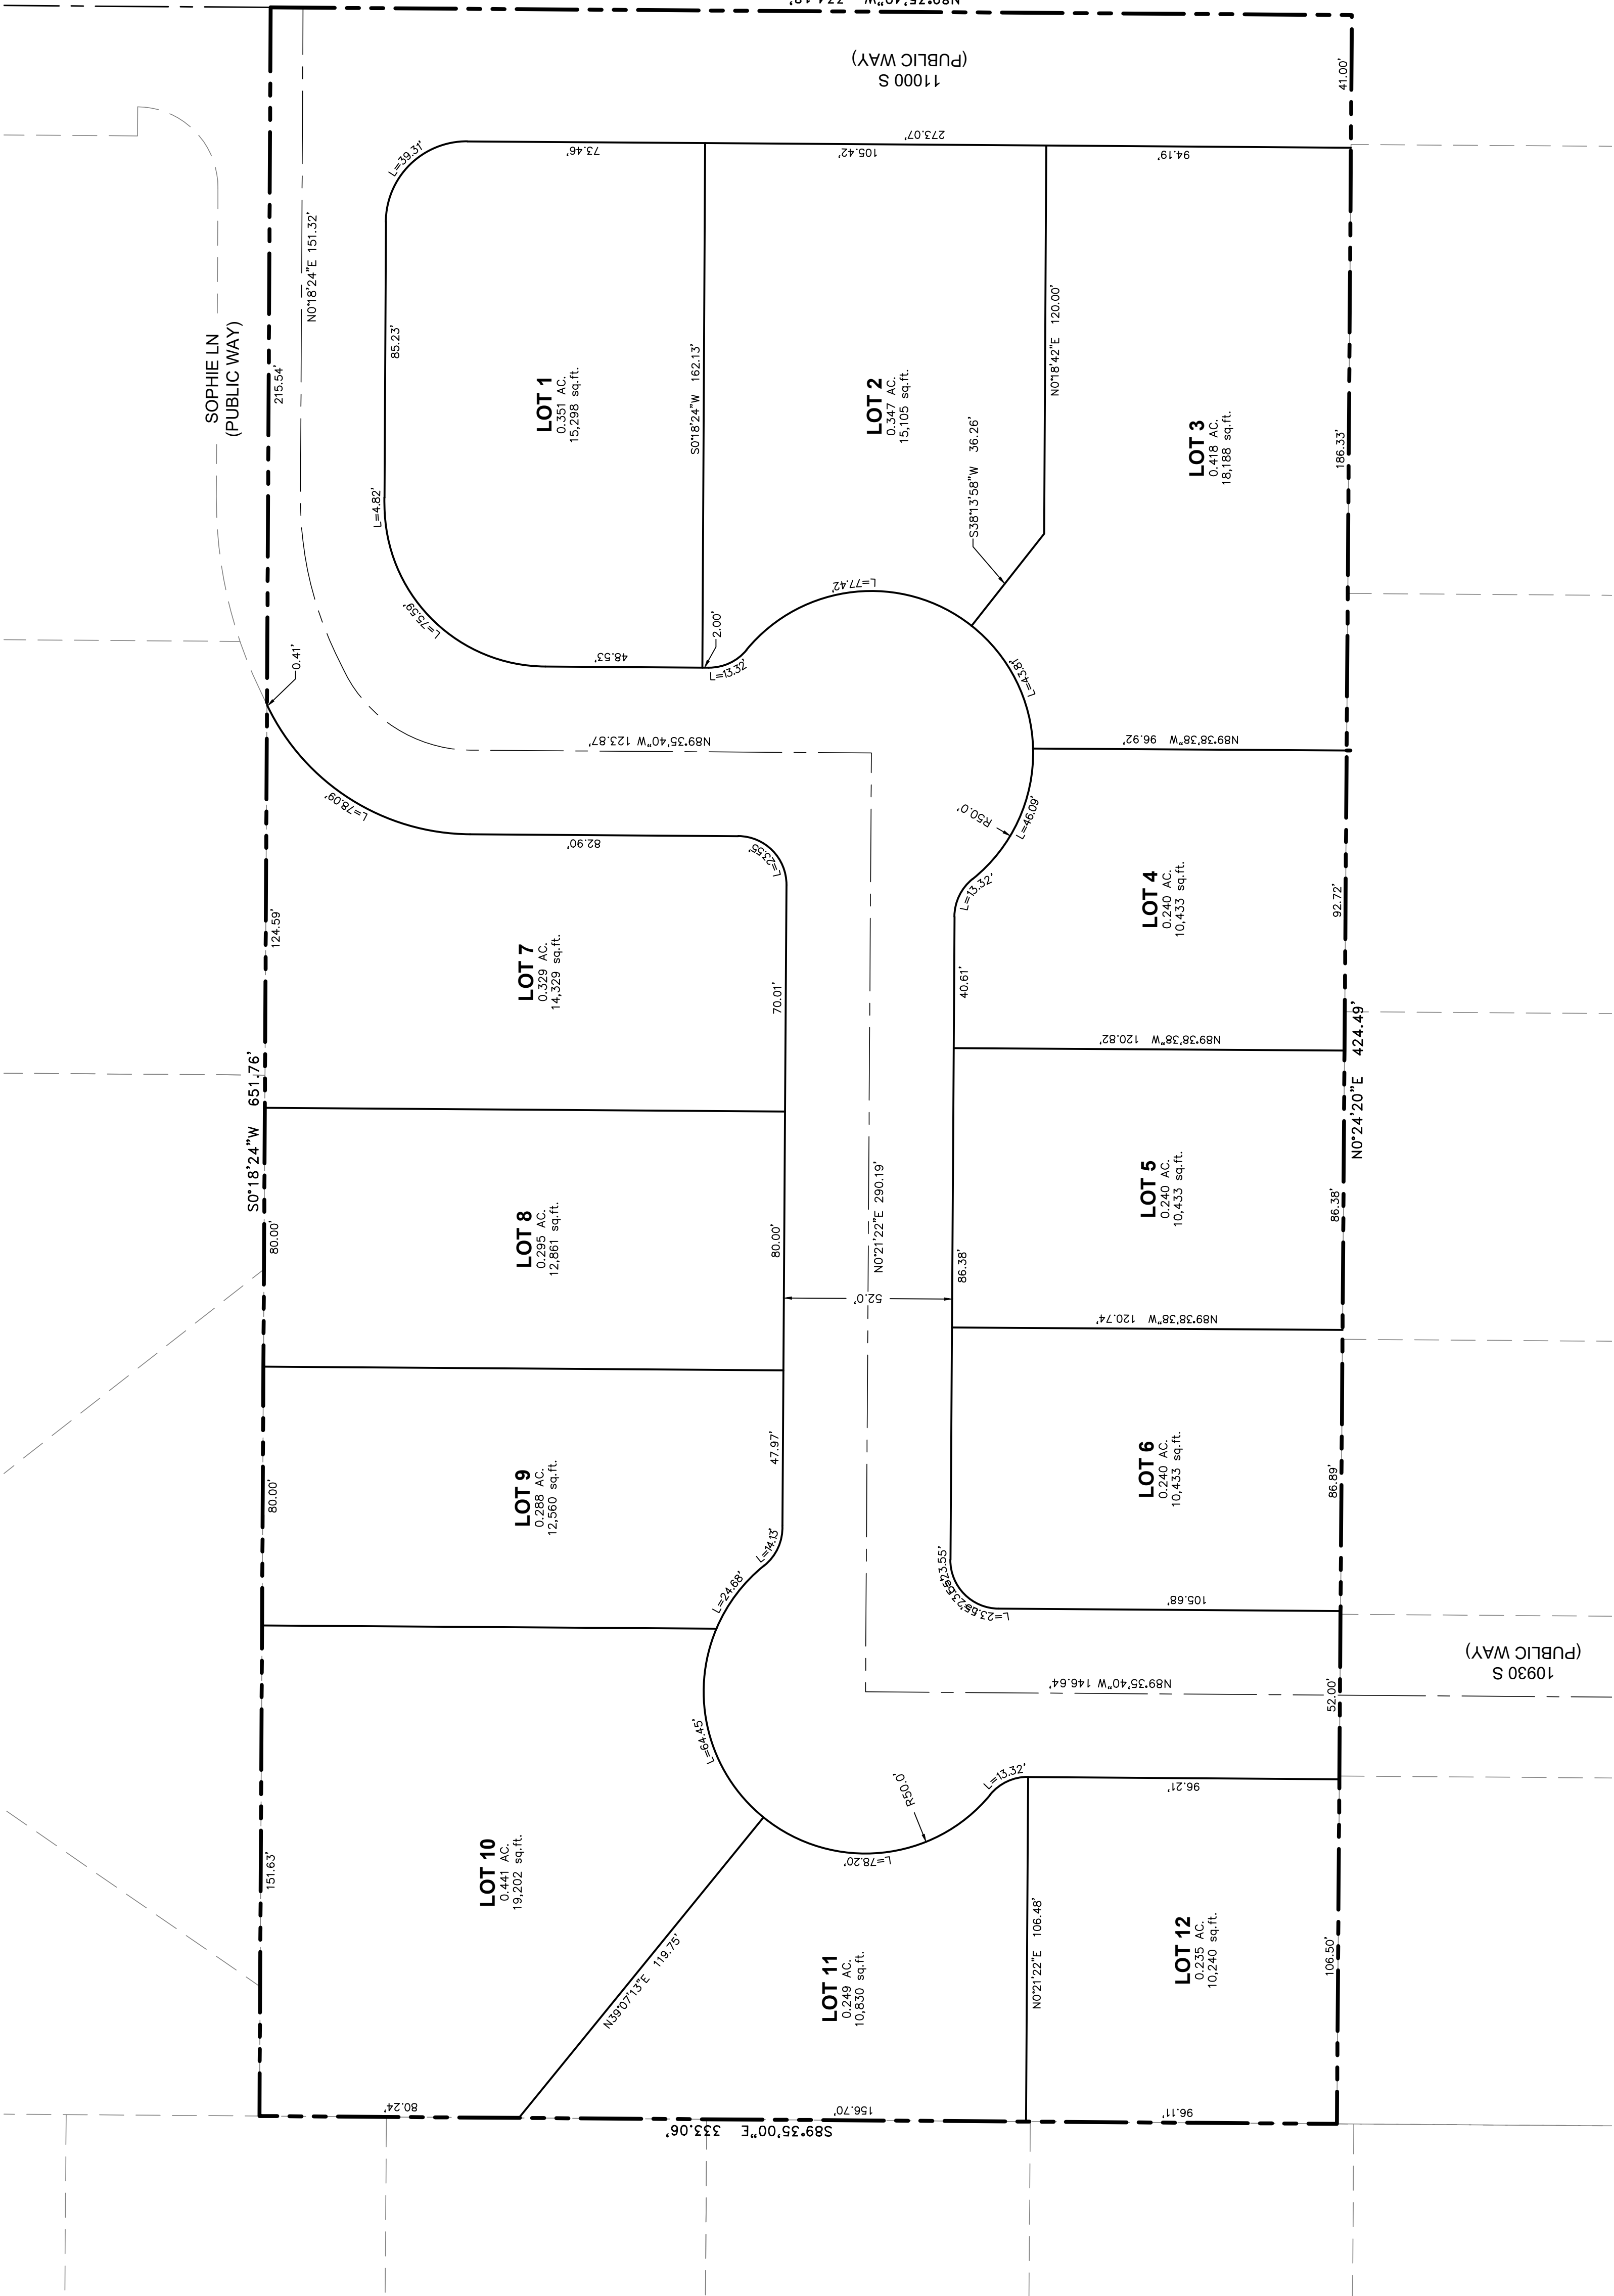 11000 S
(PUBLIC WAY)
SOPHIE LN
(PUBLIC WAY)
10930 S
(PUBLIC WAY)
41.00'
273.07'
73.46'
105.42'
94.19'
L=39.31'
N0°18'24"E 151.32'
215.54'
85.23'
L=4.82'
L=75.59'
48.53'
0.41'
LOT 1
0.351 AC.
15,298 sq.ft.
S0°18'24"W 162.13'
2.00'
L=13.32'
LOT 2
0.347 AC.
15,105 sq.ft.
L=77.42'
S38°13'58"W 36.26'
N0°18'42"E 120.00'
LOT 3
0.418 AC.
18,188 sq.ft.
186.33'
L=43.81'
N89°38'38"W 96.92'
N89°35'40"W 123.87'
L=78.09'
82.90'
L=23.55'
R50.0'
L=46.09'
L=13.32'
LOT 4
0.240 AC.
10,433 sq.ft.
92.72'
40.61'
124.59'
LOT 7
0.329 AC.
14,329 sq.ft.
70.01'
N89°38'38"W 120.82'
S0°18'24"W 651.76'
N0°24'20"E 424.49'
80.00'
LOT 8
0.295 AC.
12,861 sq.ft.
80.00'
N0°21'22"E 290.19'
52.0'
86.38'
LOT 5
0.240 AC.
10,433 sq.ft.
86.38'
N89°38'38"W 120.74'
80.00'
LOT 9
0.288 AC.
12,560 sq.ft.
47.97'
L=14.13'
L=24.68'
LOT 6
0.240 AC.
10,433 sq.ft.
86.89'
L=23.55'
105.68'
N89°35'40"W 146.64'
52.00'
L=64.45'
R50.0'
L=78.20'
L=13.32'
96.21'
151.63'
LOT 10
0.441 AC.
19,202 sq.ft.
N39°07'13"E 119.75'
LOT 11
0.249 AC.
10,830 sq.ft.
N0°21'22"E 106.48'
LOT 12
0.235 AC.
10,240 sq.ft.
106.50'
80.24'
156.70'
96.11'
S89°35'00"E 333.06'